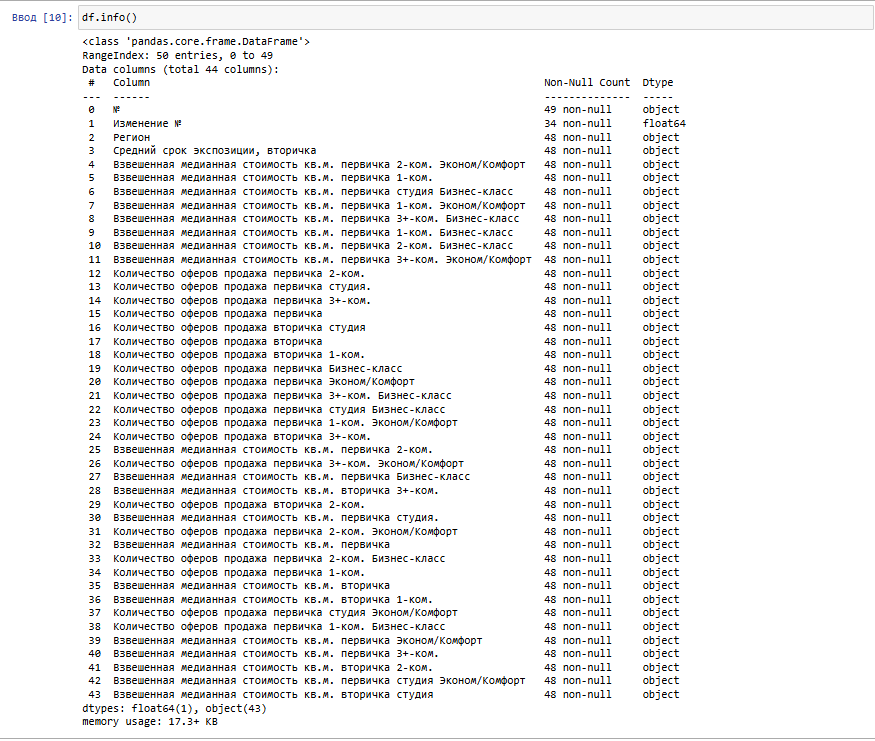 Ввод [10]: df.info()
<class 'pandas.core.frame.DataFrame'>
RangeIndex: 50 entries, 0 to 49
Data columns (total 44 columns):
 #   Column   Non-Null Count  Dtype
---  ------   --------------  -----
 0   №   49 non-null   object
 1   Изменение №   34 non-null   float64
 2   Регион   48 non-null   object
 3   Средний срок экспозиции, вторичка   48 non-null   object
 4   Взвешенная медианная стоимость кв.м. первичка 2-ком. Эконом/Комфорт   48 non-null   object
 5   Взвешенная медианная стоимость кв.м. первичка 1-ком.   48 non-null   object
 6   Взвешенная медианная стоимость кв.м. первичка студия Бизнес-класс   48 non-null   object
 7   Взвешенная медианная стоимость кв.м. первичка 1-ком. Эконом/Комфорт   48 non-null   object
 8   Взвешенная медианная стоимость кв.м. первичка 3+-ком. Бизнес-класс   48 non-null   object
 9   Взвешенная медианная стоимость кв.м. первичка 1-ком. Бизнес-класс   48 non-null   object
 10  Взвешенная медианная стоимость кв.м. первичка 2-ком. Бизнес-класс   48 non-null   object
 11  Взвешенная медианная стоимость кв.м. первичка 3+-ком. Эконом/Комфорт   48 non-null   object
 12  Количество оферов продажа первичка 2-ком.   48 non-null   object
 13  Количество оферов продажа первичка студия.   48 non-null   object
 14  Количество оферов продажа первичка 3+-ком.   48 non-null   object
 15  Количество оферов продажа первичка   48 non-null   object
 16  Количество оферов продажа вторичка студия   48 non-null   object
 17  Количество оферов продажа вторичка   48 non-null   object
 18  Количество оферов продажа вторичка 1-ком.   48 non-null   object
 19  Количество оферов продажа первичка Бизнес-класс   48 non-null   object
 20  Количество оферов продажа первичка Эконом/Комфорт   48 non-null   object
 21  Количество оферов продажа первичка 3+-ком. Бизнес-класс   48 non-null   object
 22  Количество оферов продажа первичка студия Бизнес-класс   48 non-null   object
 23  Количество оферов продажа первичка 1-ком. Эконом/Комфорт   48 non-null   object
 24  Количество оферов продажа вторичка 3+-ком.   48 non-null   object
 25  Взвешенная медианная стоимость кв.м. первичка 2-ком.   48 non-null   object
 26  Количество оферов продажа первичка 3+-ком. Эконом/Комфорт   48 non-null   object
 27  Взвешенная медианная стоимость кв.м. первичка Бизнес-класс   48 non-null   object
 28  Взвешенная медианная стоимость кв.м. вторичка 3+-ком.   48 non-null   object
 29  Количество оферов продажа вторичка 2-ком.   48 non-null   object
 30  Взвешенная медианная стоимость кв.м. первичка студия.   48 non-null   object
 31  Количество оферов продажа первичка 2-ком. Эконом/Комфорт   48 non-null   object
 32  Взвешенная медианная стоимость кв.м. первичка   48 non-null   object
 33  Количество оферов продажа первичка 2-ком. Бизнес-класс   48 non-null   object
 34  Количество оферов продажа первичка 1-ком.   48 non-null   object
 35  Взвешенная медианная стоимость кв.м. вторичка   48 non-null   object
 36  Взвешенная медианная стоимость кв.м. вторичка 1-ком.   48 non-null   object
 37  Количество оферов продажа первичка студия Эконом/Комфорт   48 non-null   object
 38  Количество оферов продажа первичка 1-ком. Бизнес-класс   48 non-null   object
 39  Взвешенная медианная стоимость кв.м. первичка Эконом/Комфорт   48 non-null   object
 40  Взвешенная медианная стоимость кв.м. первичка 3+-ком.   48 non-null   object
 41  Взвешенная медианная стоимость кв.м. вторичка 2-ком.   48 non-null   object
 42  Взвешенная медианная стоимость кв.м. первичка студия Эконом/Комфорт   48 non-null   object
 43  Взвешенная медианная стоимость кв.м. вторичка студия   48 non-null   object
dtypes: float64(1), object(43)
memory usage: 17.3+ KB